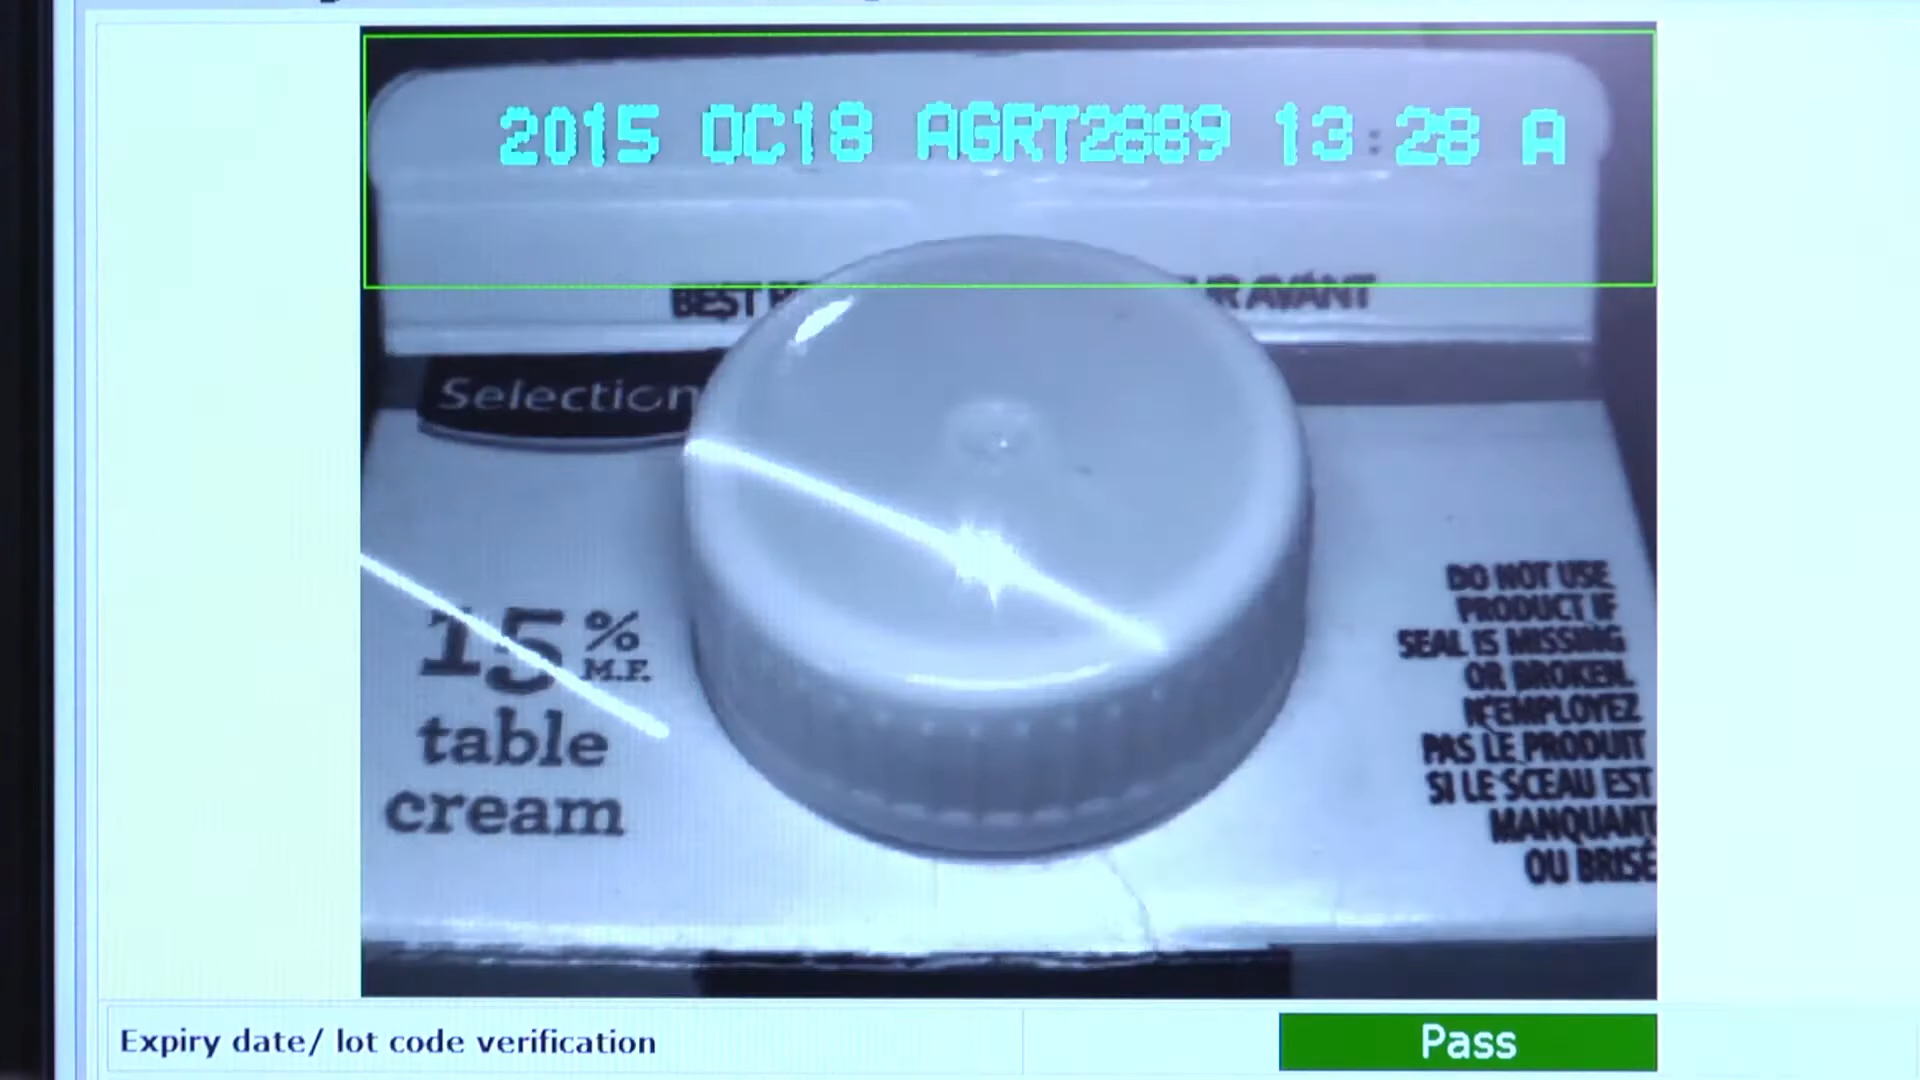 2015 OC18 AGRT2889 13:28 A
BEST
AVANT
Selection
15 % M.F.
table
cream
DO NOT USE
PRODUCT IF
SEAL IS MISSING
OR BROKEN.
N'EMPLOYEZ
PAS LE PRODUIT
SI LE SCEAU EST
MANQUANT
OU BRISÉ
Expiry date/ lot code verification
Pass